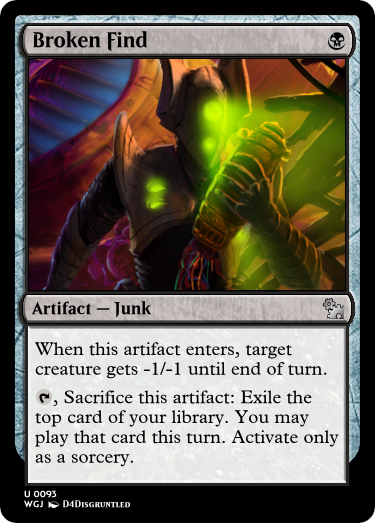 Broken Find
Artifact — Junk
When this artifact enters, target
creature gets -1/-1 until end of turn.
, Sacrifice this artifact: Exile the
top card of your library. You may
play that card this turn. Activate only
as a sorcery.
U 0093
WGJ D4Disgruntled